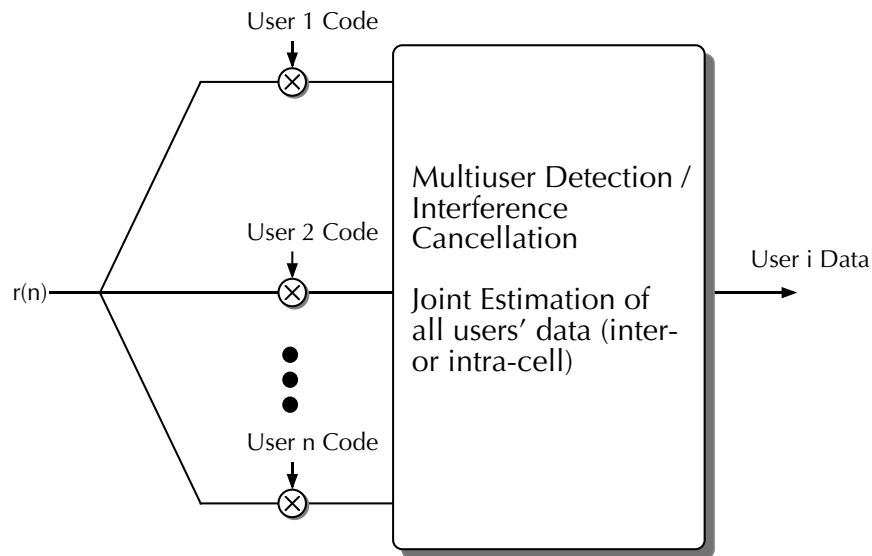 User 1 Code
User 2 Code
r(n)
User n Code
Multiuser Detection /
Interference
Cancellation
Joint Estimation of
all users’ data (inter-
or intra-cell)
User i Data